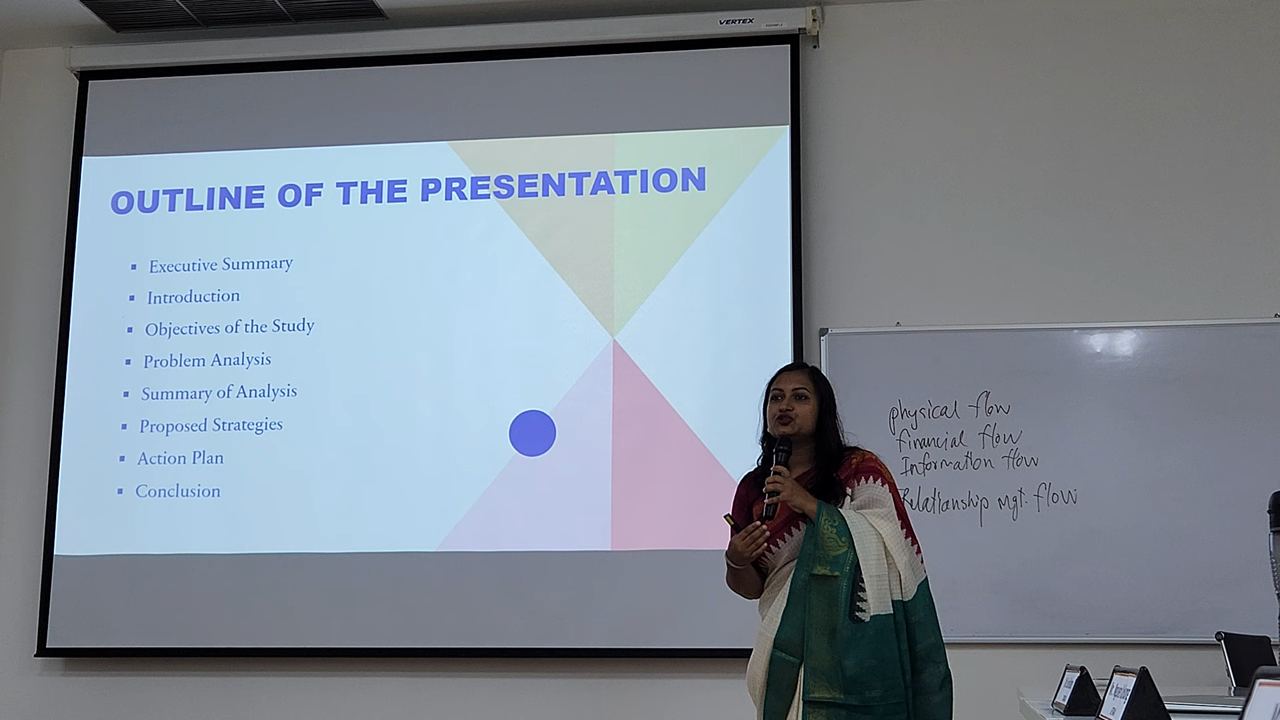 VERTEX
OUTLINE OF THE PRESENTATION
▪ Executive Summary
▪ Introduction
▪ Objectives of the Study
▪ Problem Analysis
▪ Summary of Analysis
▪ Proposed Strategies
▪ Action Plan
▪ Conclusion
physical flow
financial flow
Information flow
Relationship mgt. flow